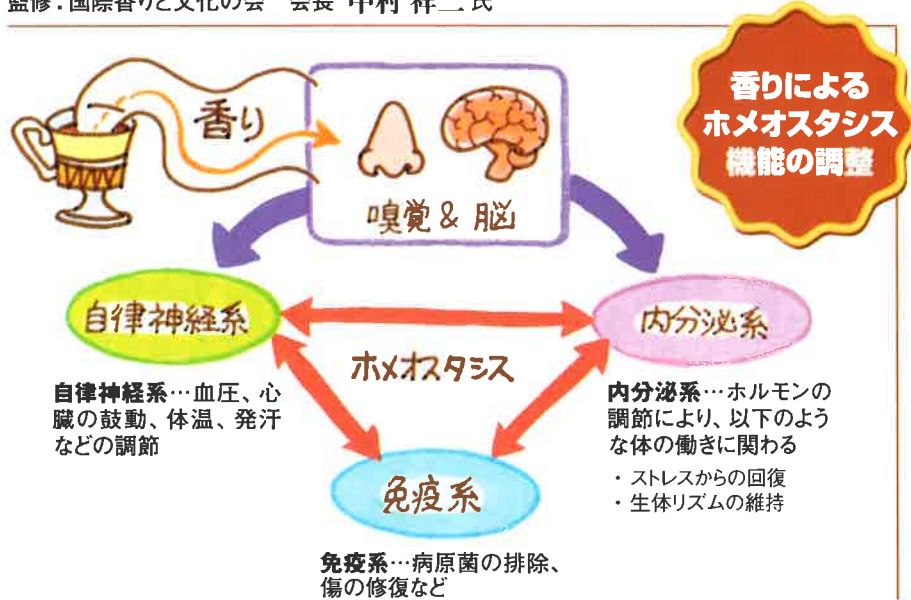 監修：国際香りと文化の会　会長 中村 祥二 氏
香りによる
ホメオスタシス
機能の調整
香り
嗅覚 & 脳
自律神経系
内分泌系
ホメオスタシス
自律神経系…血圧、心
臓の鼓動、体温、発汗
などの調節
内分泌系…ホルモンの
調節により、以下のよう
な体の働きに関わる
・ストレスからの回復
・生体リズムの維持
免疫系
免疫系…病原菌の排除、
傷の修復など